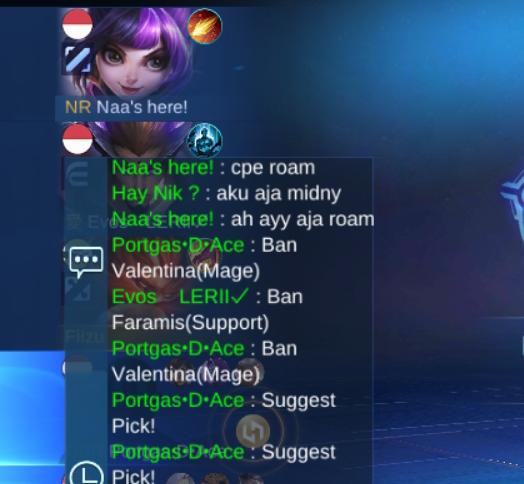 NR Naa's here!
Naa's here! : cpe roam
Hay Nik ? : aku aja midny
Naa's here! : ah ayy aja roam
Portgas•D•Ace : Ban
Valentina(Mage)
Evos LERII✓ : Ban
Faramis(Support)
Portgas•D•Ace : Ban
Valentina(Mage)
Portgas•D•Ace : Suggest
Pick!
Portgas•D•Ace : Suggest
Pick!